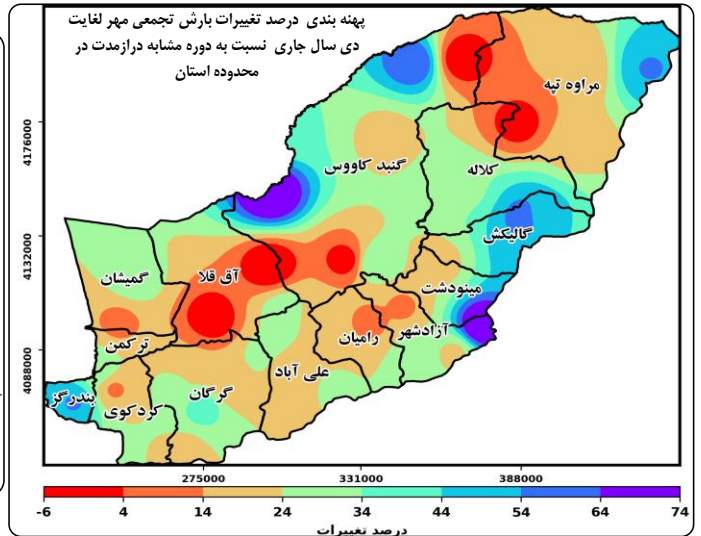 پهنه بندی درصد تغییرات بارش تجمعی مهر لغایت
دی سال جاری نسبت به دوره مشابه درازمدت در
محدوده استان
مراوه تپه
4176000
گنبد کاووس
کلاله
گالیکش
4132000
گمیشان
آق قلا
مینودشت
آزادشهر
رامیان
ترکمن
4088000
علی آباد
گرگان
کردکوی
بندرگز
275000 331000 388000
-6 4 14 24 34 44 54 64 74
درصد تغییرات